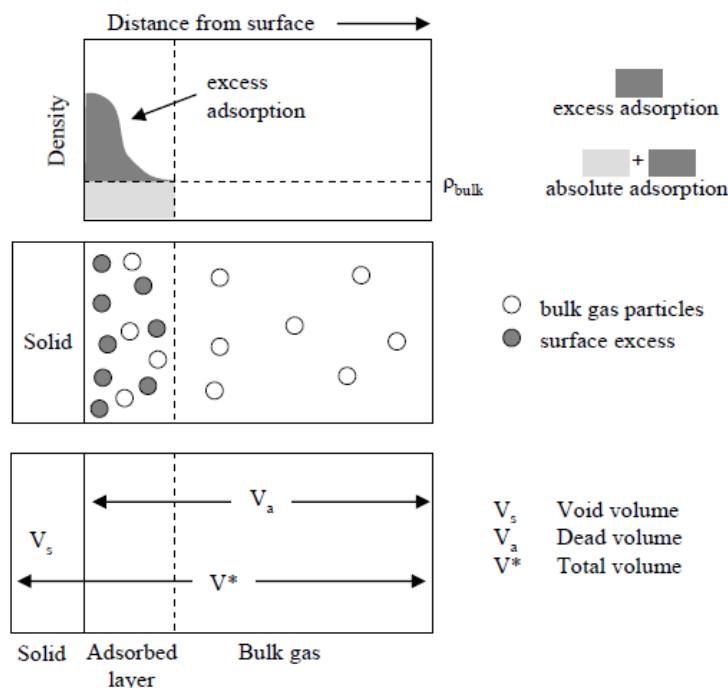 Distance from surface
Density
excess
adsorption
ρbulk
excess adsorption
+
absolute adsorption
Solid
bulk gas particles
surface excess
Va
Vs
V*
Vs Void volume
Va Dead volume
V* Total volume
Solid Adsorbed Bulk gas
layer